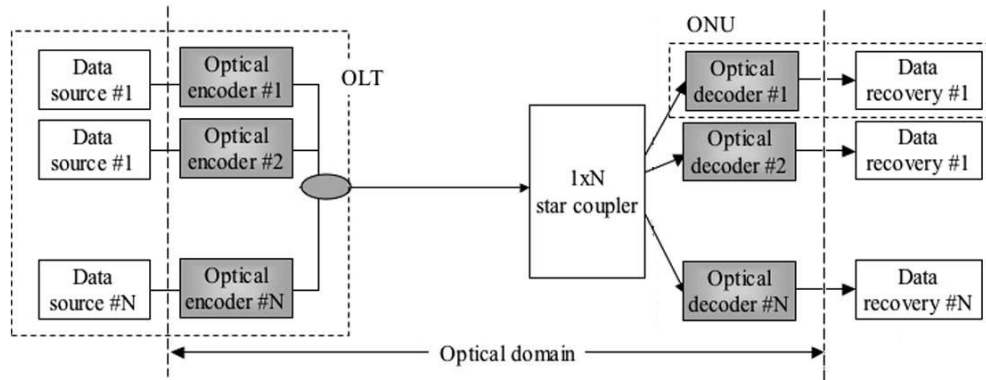 ONU
Data
source #1
Optical
encoder #1
OLT
Optical
decoder #1
Data
recovery #1
Data
source #1
Optical
encoder #2
1xN
star coupler
Optical
decoder #2
Data
recovery #1
Data
source #N
Optical
encoder #N
Optical
decoder #N
Data
recovery #N
Optical domain